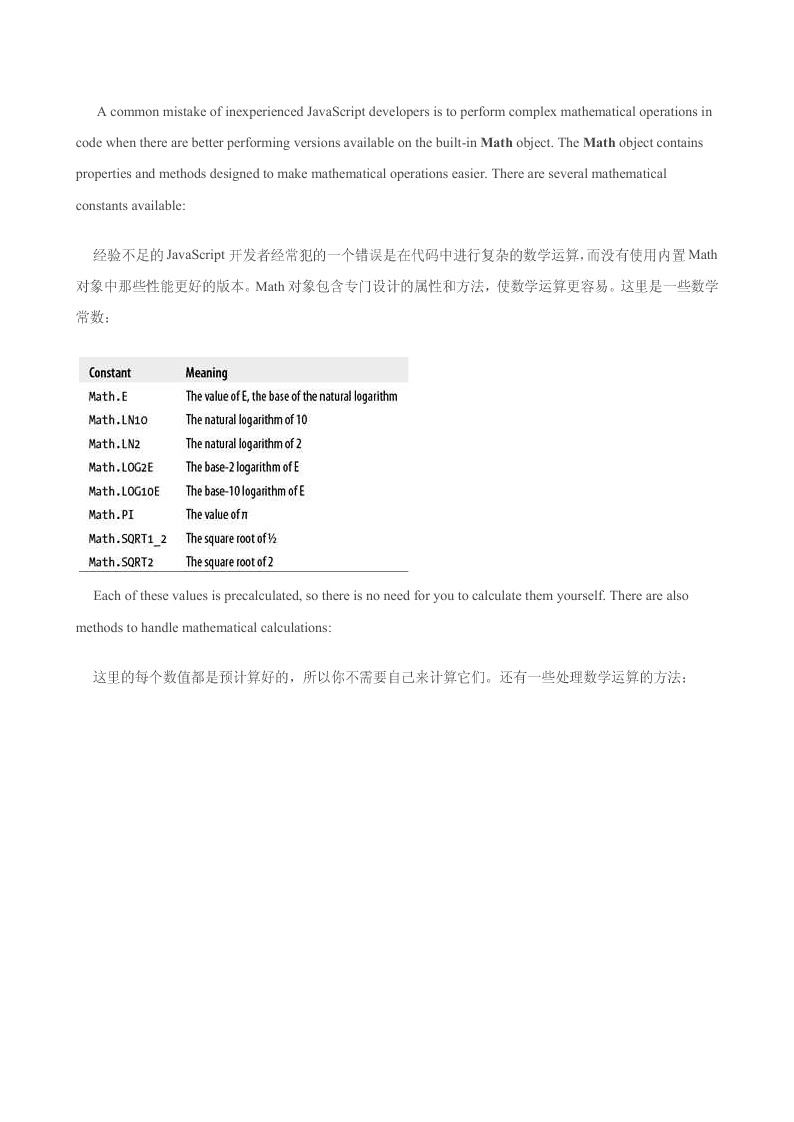 A common mistake of inexperienced JavaScript developers is to perform complex mathematical operations in
code when there are better performing versions available on the built-in Math object. The Math object contains
properties and methods designed to make mathematical operations easier. There are several mathematical
constants available:
经验不足的 JavaScript 开发者经常犯的一个错误是在代码中进行复杂的数学运算，而没有使用内置 Math
对象中那些性能更好的版本。Math 对象包含专门设计的属性和方法，使数学运算更容易。这里是一些数学
常数：
Constant Meaning
Math.E The value of E, the base of the natural logarithm
Math.LN10 The natural logarithm of 10
Math.LN2 The natural logarithm of 2
Math.LOG2E The base-2 logarithm of E
Math.LOG10E The base-10 logarithm of E
Math.PI The value of π
Math.SQRT1_2 The square root of ½
Math.SQRT2 The square root of 2
Each of these values is precalculated, so there is no need for you to calculate them yourself. There are also
methods to handle mathematical calculations:
这里的每个数值都是预计算好的，所以你不需要自己来计算它们。还有一些处理数学运算的方法：